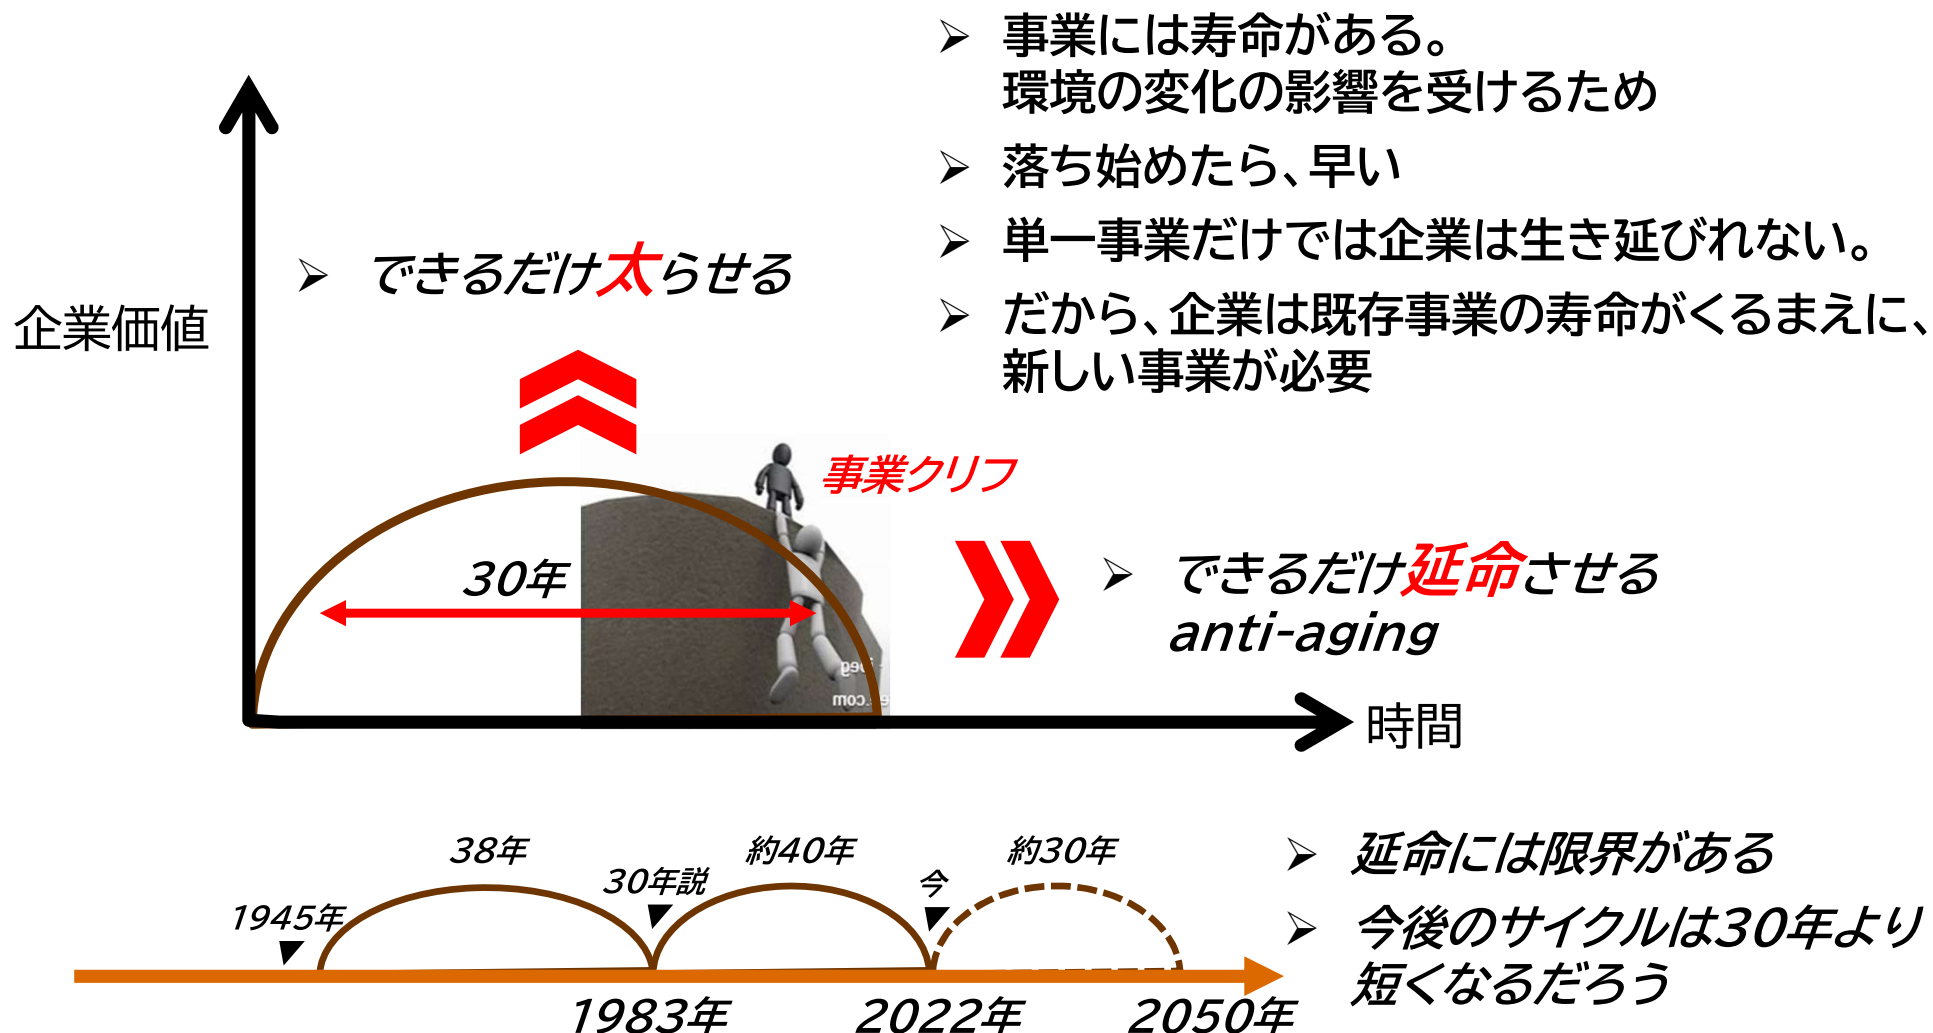 事業には寿命がある。
環境の変化の影響を受けるため
落ち始めたら、早い
単一事業だけでは企業は生き延びれない。
だから、企業は既存事業の寿命がくるまえに、
新しい事業が必要
できるだけ太らせる
企業価値
事業クリフ
30年
できるだけ延命させる
anti-aging
時間
38年
約40年
約30年
30年説
今
1945年
1983年
2022年
2050年
延命には限界がある
今後のサイクルは30年より
短くなるだろう